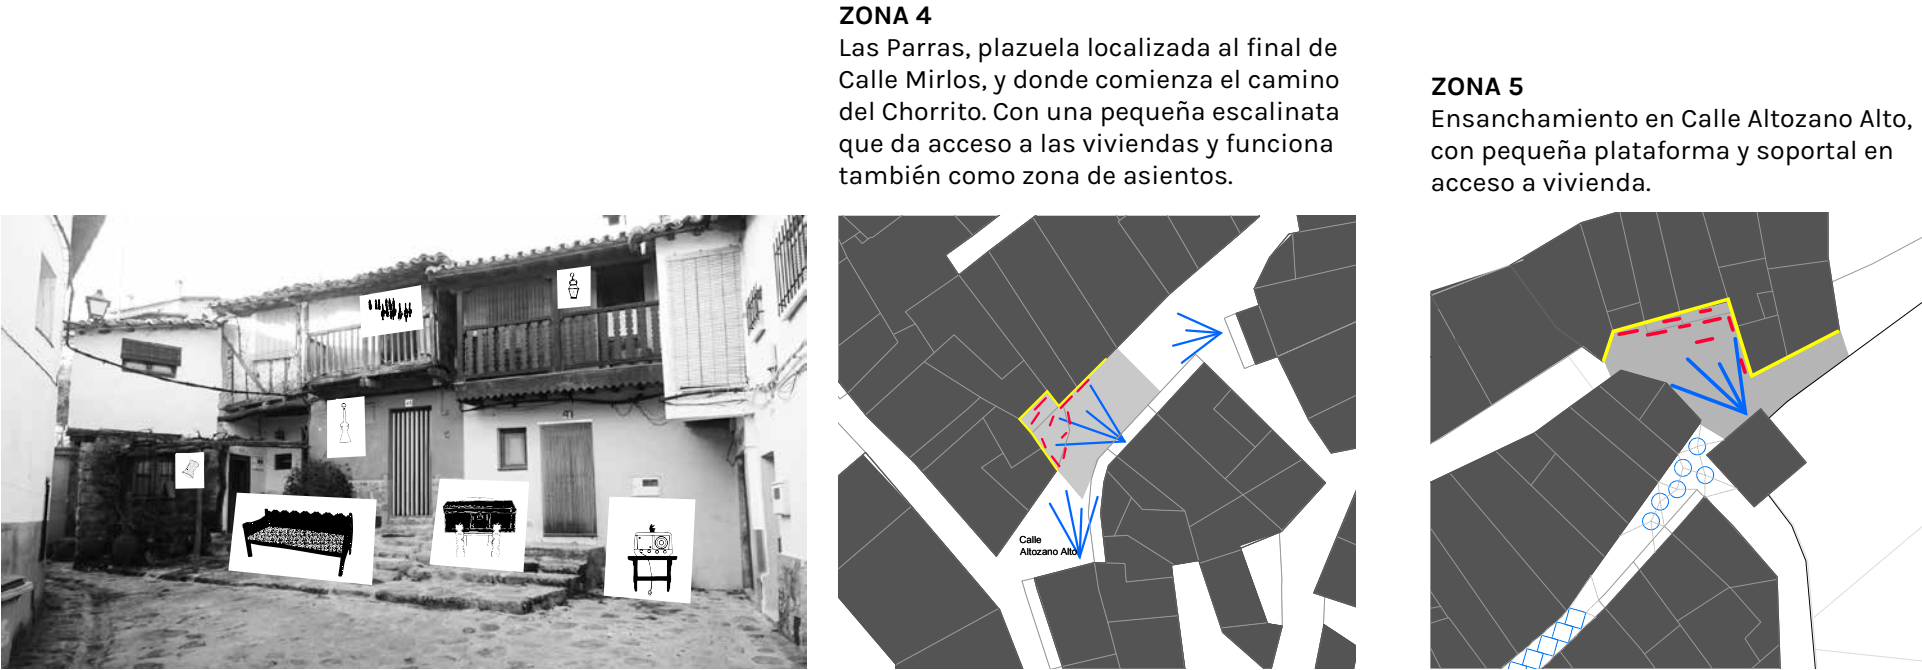 ZONA 4
Las Parras, plazuela localizada al final de
Calle Mirlos, y donde comienza el camino
del Chorrito. Con una pequeña escalinata
que da acceso a las viviendas y funciona
también como zona de asientos.
ZONA 5
Ensanchamiento en Calle Altozano Alto,
con pequeña plataforma y soportal en
acceso a vivienda.
Calle
Altozano Alto